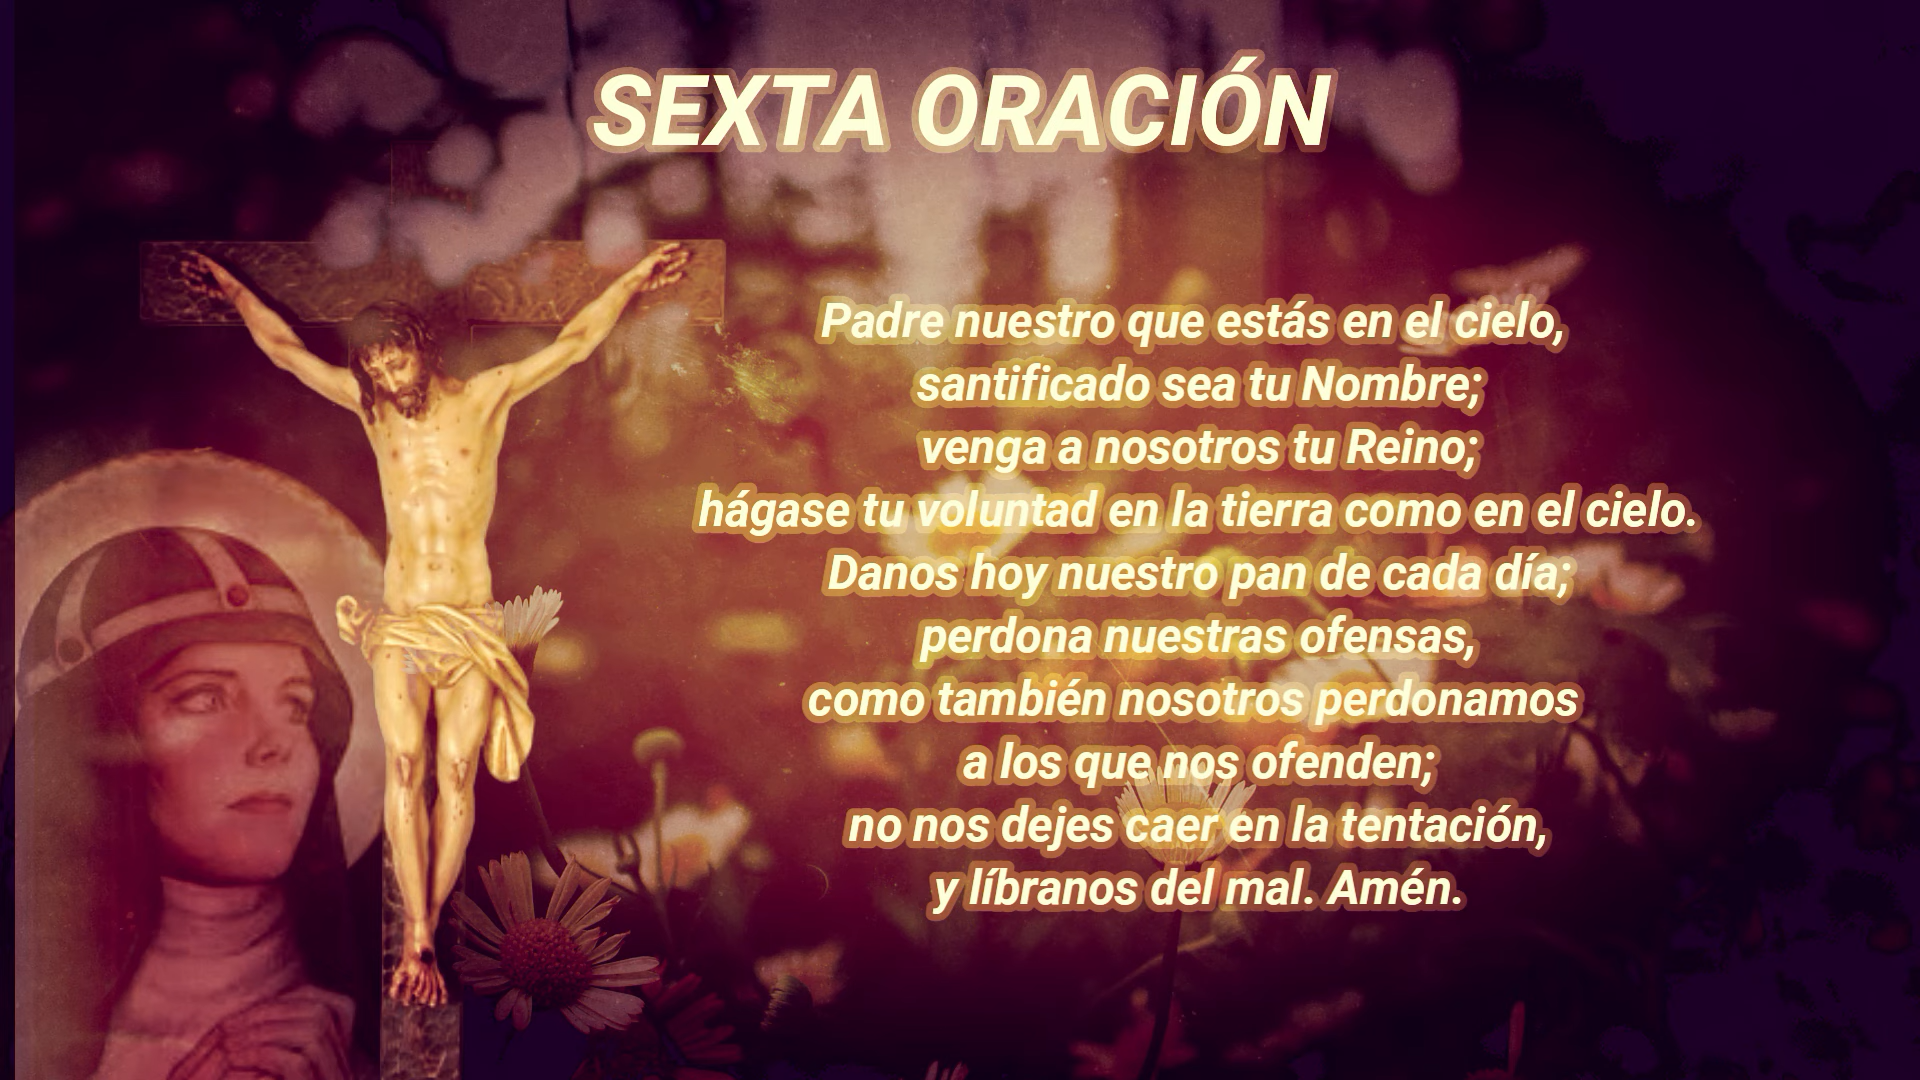 SEXTA ORACIÓN
Padre nuestro que estás en el cielo,
santificado sea tu Nombre;
venga a nosotros tu Reino;
hágase tu voluntad en la tierra como en el cielo.
Danos hoy nuestro pan de cada día;
perdona nuestras ofensas,
como también nosotros perdonamos
a los que nos ofenden;
no nos dejes caer en la tentación,
y líbranos del mal. Amén.